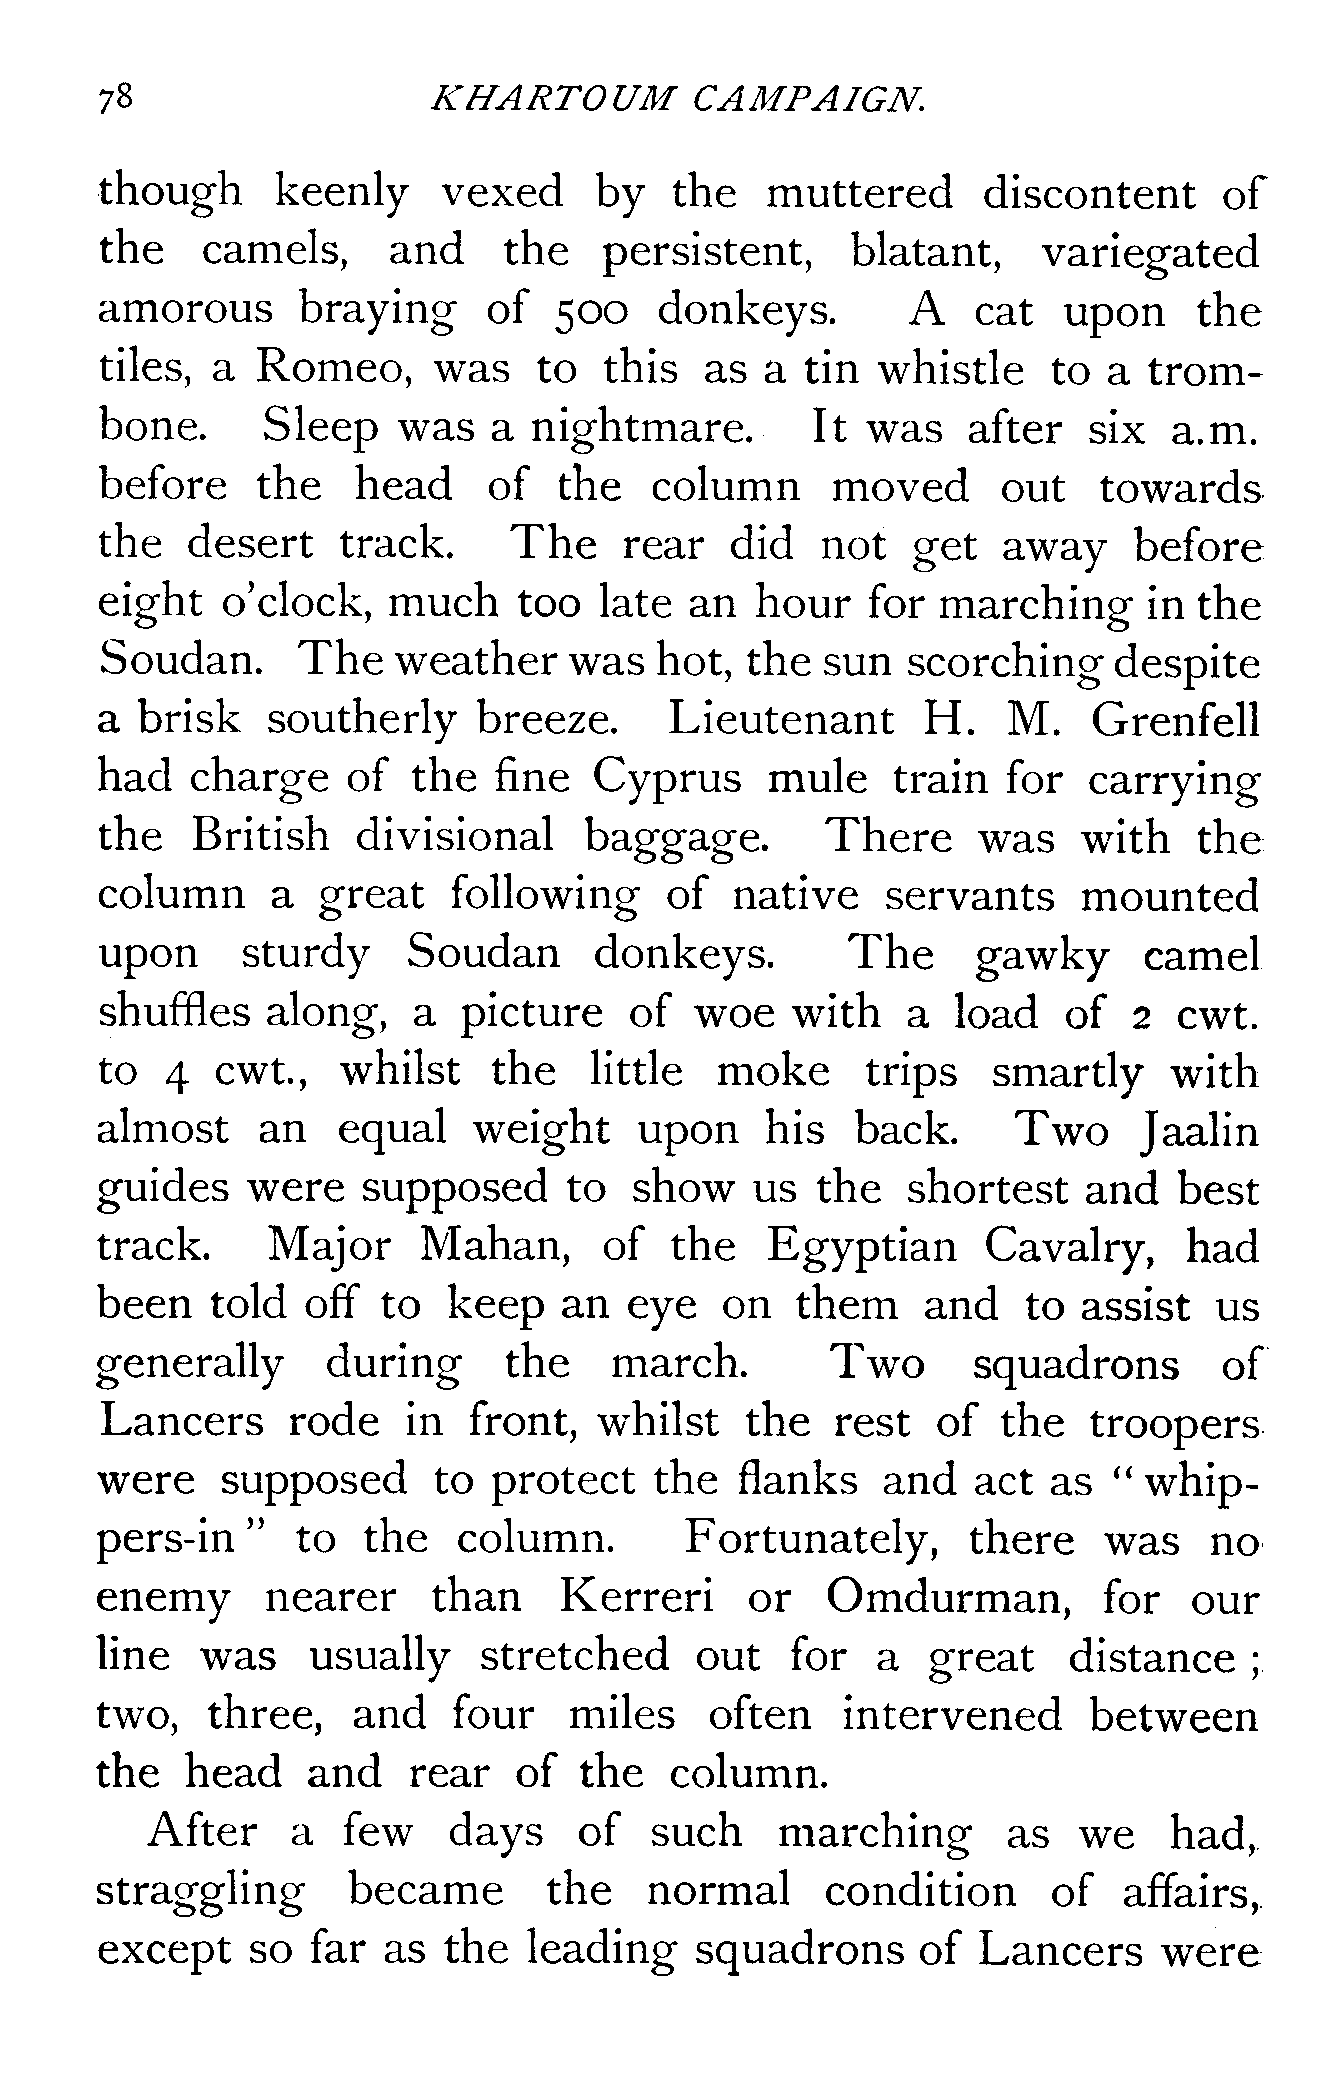 78 KHARTOUM CAMPAIGN.
though keenly vexed by the muttered discontent of
the camels, and the persistent, blatant, variegated
amorous braying of 500 donkeys. A cat upon the
tiles, a Romeo, was to this as a tin whistle to a trom-
bone. Sleep was a nightmare. It was after six a.m.
before the head of the column moved out towards
the desert track. The rear did not get away before
eight o'clock, much too late an hour for marching in the
Soudan. The weather was hot, the sun scorching despite
a brisk southerly breeze. Lieutenant H. M. Grenfell
had charge of the fine Cyprus mule train for carrying
the British divisional baggage. There was with the
column a great following of native servants mounted
upon sturdy Soudan donkeys. The gawky camel
shuffles along, a picture of woe with a load of 2 cwt.
to 4 cwt., whilst the little moke trips smartly with
almost an equal weight upon his back. Two Jaalin
guides were supposed to show us the shortest and best
track. Major Mahan, of the Egyptian Cavalry, had
been told off to keep an eye on them and to assist us
generally during the march. Two squadrons of
Lancers rode in front, whilst the rest of the troopers
were supposed to protect the flanks and act as "whip-
pers-in" to the column. Fortunately, there was no
enemy nearer than Kerreri or Omdurman, for our
line was usually stretched out for a great distance;
two, three, and four miles often intervened between
the head and rear of the column.
After a few days of such marching as we had,
straggling became the normal condition of affairs,
except so far as the leading squadrons of Lancers were